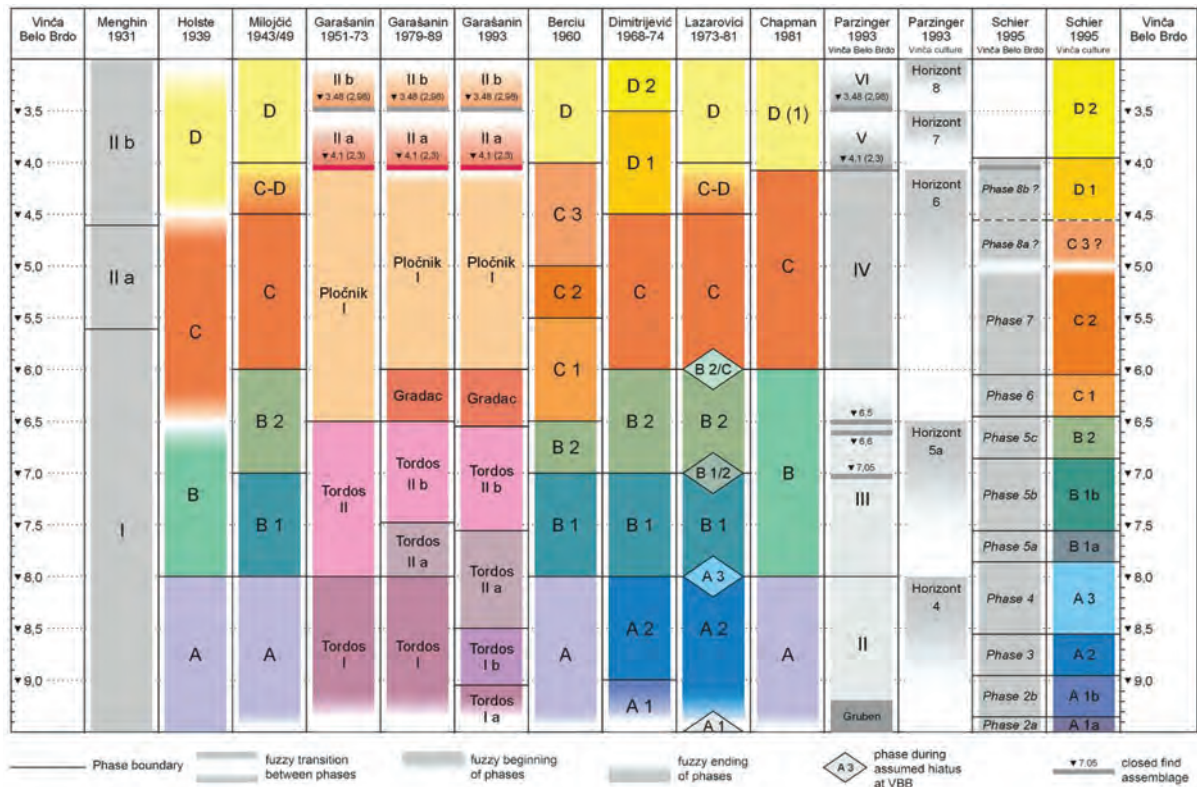 Vinča
Belo Brdo
Menghin
1931
Holste
1939
Milojčić
1943/49
Garašanin
1951-73
Garašanin
1979-89
Garašanin
1993
Berciu
1960
Dimitrijević
1968-74
Lazarovici
1973-81
Chapman
1981
Parzinger
1993
Vinča Belo Brdo
Parzinger
1993
Vinča culture
Schier
1995
Vinča Belo Brdo
Schier
1995
Vinča culture
Vinča
Belo Brdo
▼3,5
▼4,0
▼4,5
▼5,0
▼5,5
▼6,0
▼6,5
▼7,0
▼7,5
▼8,0
▼8,5
▼9,0
II b
II a
I
D
C
B
A
D
C-D
C
B 2
B 1
A
II b
▼3,48 (2,98)
II a
▼4,1 (2,3)
Pločnik
I
Tordos
II
Tordos
I
II b
▼3,48 (2,98)
II a
▼4,1 (2,3)
Pločnik
I
Gradac
Tordos
II b
Tordos
II a
Tordos
I
II b
▼3,48 (2,98)
II a
▼4,1 (2,3)
Pločnik
I
Gradac
Tordos
II b
Tordos
II a
Tordos
I b
Tordos
I a
D
C 3
C 2
C 1
B 2
B 1
A
D 2
D 1
C
B 2
B 1
A 2
A 1
D
C-D
C
B 2/C
B 2
B 1/2
B 1
A 3
A 2
A 1
D (1)
C
B
A
VI
▼3,48 (2,98)
V
▼4,1 (2,3)
IV
▼6,5
▼6,6
▼7,05
III
II
Gruben
Horizont
8
Horizont
7
Horizont
6
Horizont
5a
Horizont
4
Phase 8b ?
Phase 8a ?
Phase 7
Phase 6
Phase 5c
Phase 5b
Phase 5a
Phase 4
Phase 3
Phase 2b
Phase 2a
D 2
D 1
C 3 ?
C 2
C 1
B 2
B 1b
B 1a
A 3
A 2
A 1b
A 1a
▼3,5
▼4,0
▼4,5
▼5,0
▼5,5
▼6,0
▼6,5
▼7,0
▼7,5
▼8,0
▼8,5
▼9,0
Phase boundary
fuzzy transition
between phases
fuzzy beginning
of phases
fuzzy ending
of phases
A 3
phase during
assumed hiatus
at VBB
▼7,05
closed find
assemblage